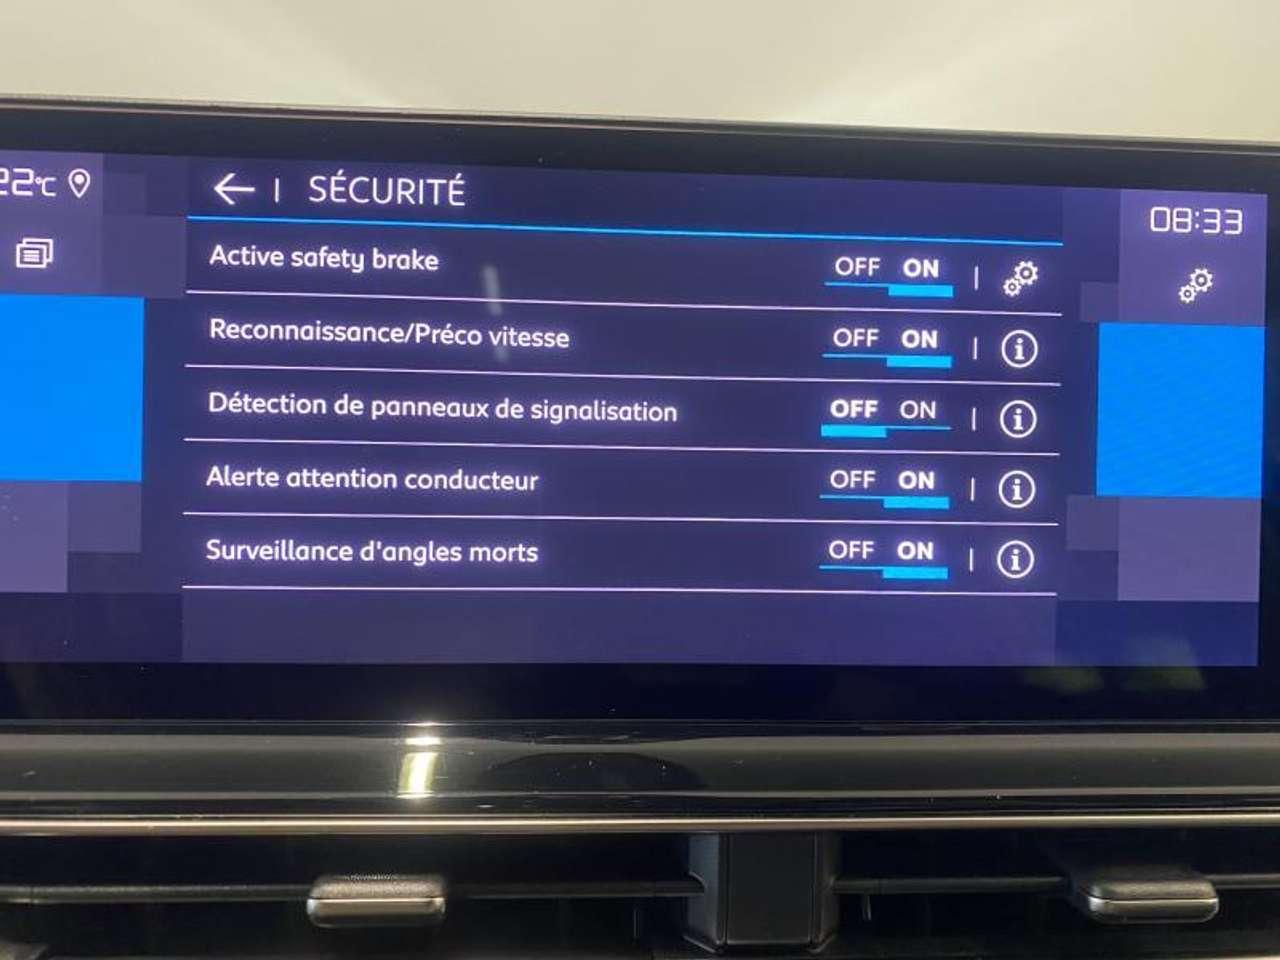 22°C
SÉCURITÉ
08:33
Active safety brake OFF ON
Reconnaissance/Préco vitesse OFF ON
Détection de panneaux de signalisation OFF ON
Alerte attention conducteur OFF ON
Surveillance d'angles morts OFF ON